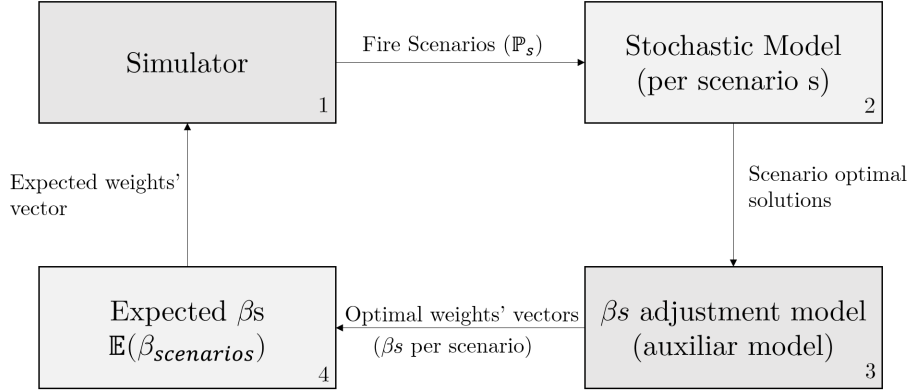 Simulator
1
Fire Scenarios (ℙₛ)
Stochastic Model
(per scenario s)
2
Scenario optimal
solutions
βs adjustment model
(auxiliar model)
3
Optimal weights' vectors
(βs per scenario)
Expected βs
𝔼(β_scenarios)
4
Expected weights'
vector